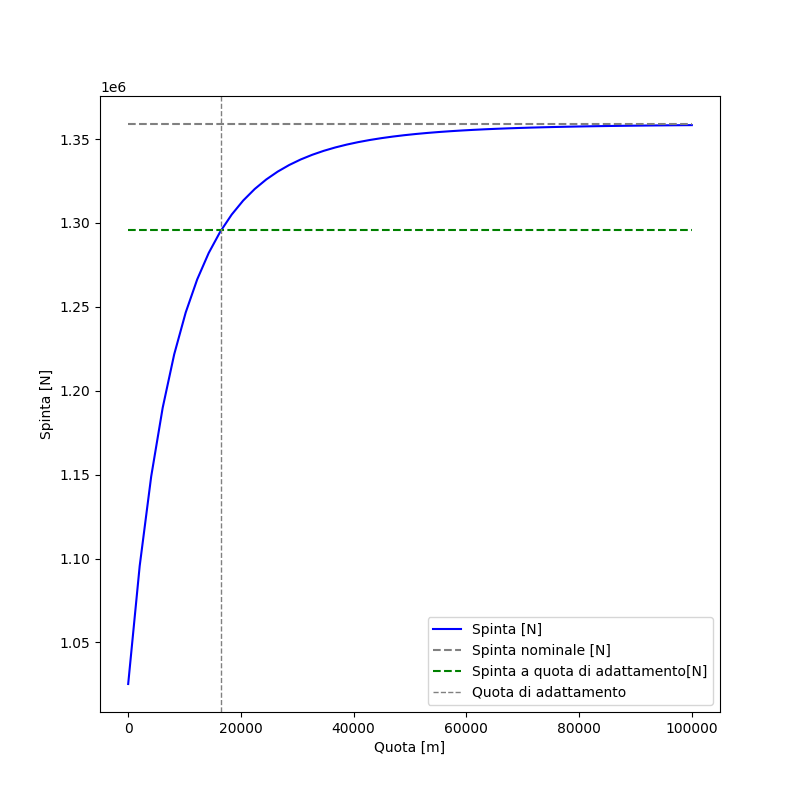 1e6
1.35
1.30
1.25
1.20
1.15
1.10
1.05
Spinta [N]
0
20000
40000
60000
80000
100000
Quota [m]
Spinta [N]
Spinta nominale [N]
Spinta a quota di adattamento[N]
Quota di adattamento